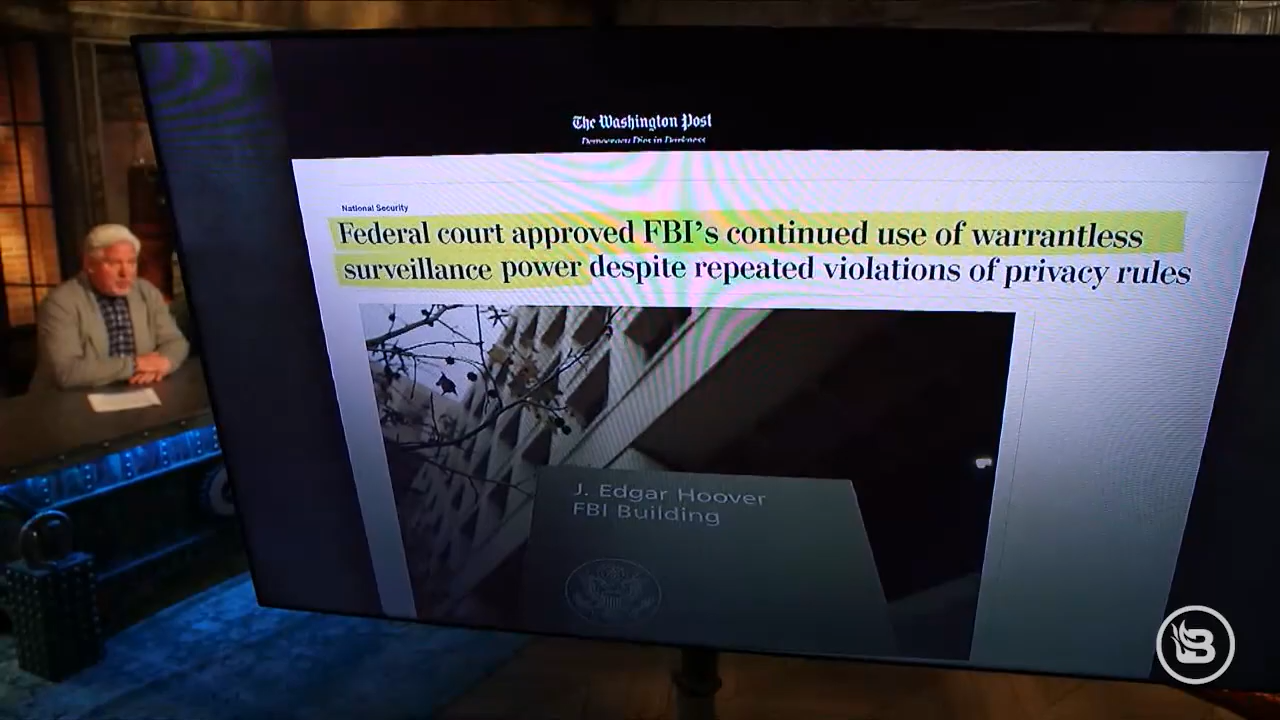 The Washington Post
Democracy Dies in Darkness
National Security
Federal court approved FBI's continued use of warrantless
surveillance power despite repeated violations of privacy rules
J. Edgar Hoover
FBI Building
B